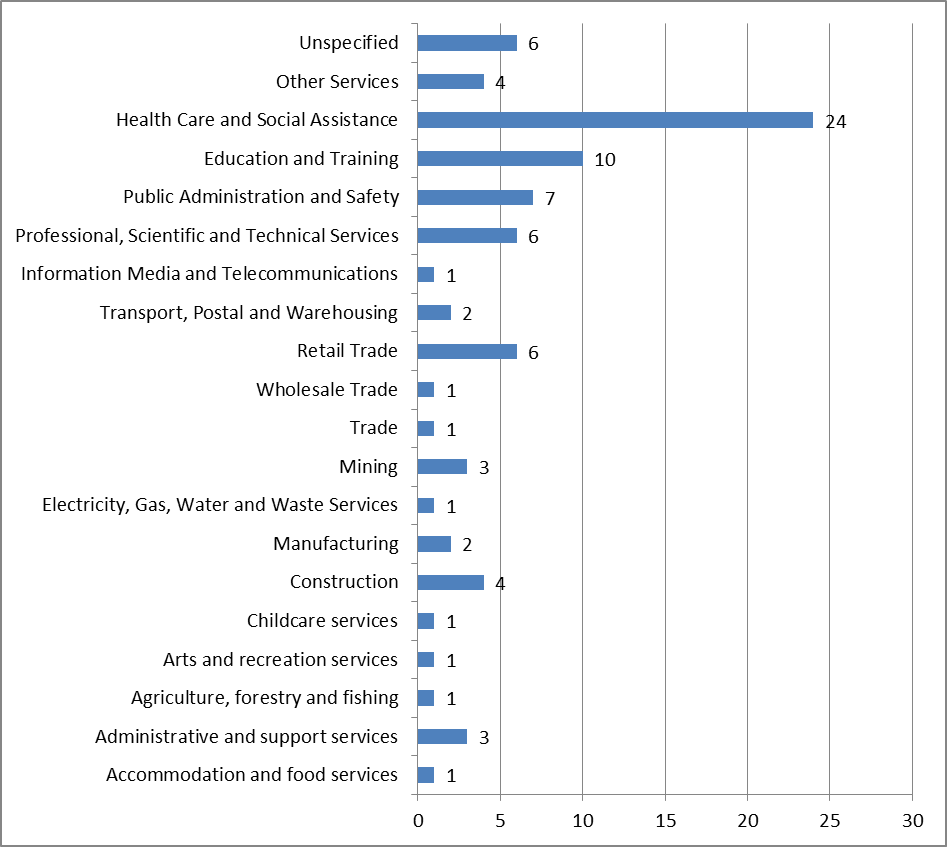 Unspecified 6
Other Services 4
Health Care and Social Assistance 24
Education and Training 10
Public Administration and Safety 7
Professional, Scientific and Technical Services 6
Information Media and Telecommunications 1
Transport, Postal and Warehousing 2
Retail Trade 6
Wholesale Trade 1
Trade 1
Mining 3
Electricity, Gas, Water and Waste Services 1
Manufacturing 2
Construction 4
Childcare services 1
Arts and recreation services 1
Agriculture, forestry and fishing 1
Administrative and support services 3
Accommodation and food services 1
0 5 10 15 20 25 30